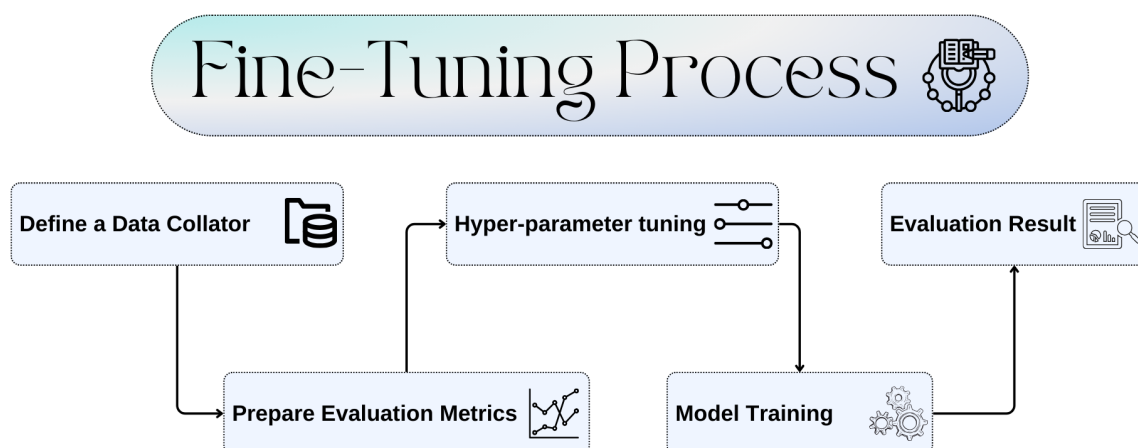 Fine-Tuning Process
Define a Data Collator
Hyper-parameter tuning
Evaluation Result
Prepare Evaluation Metrics
Model Training